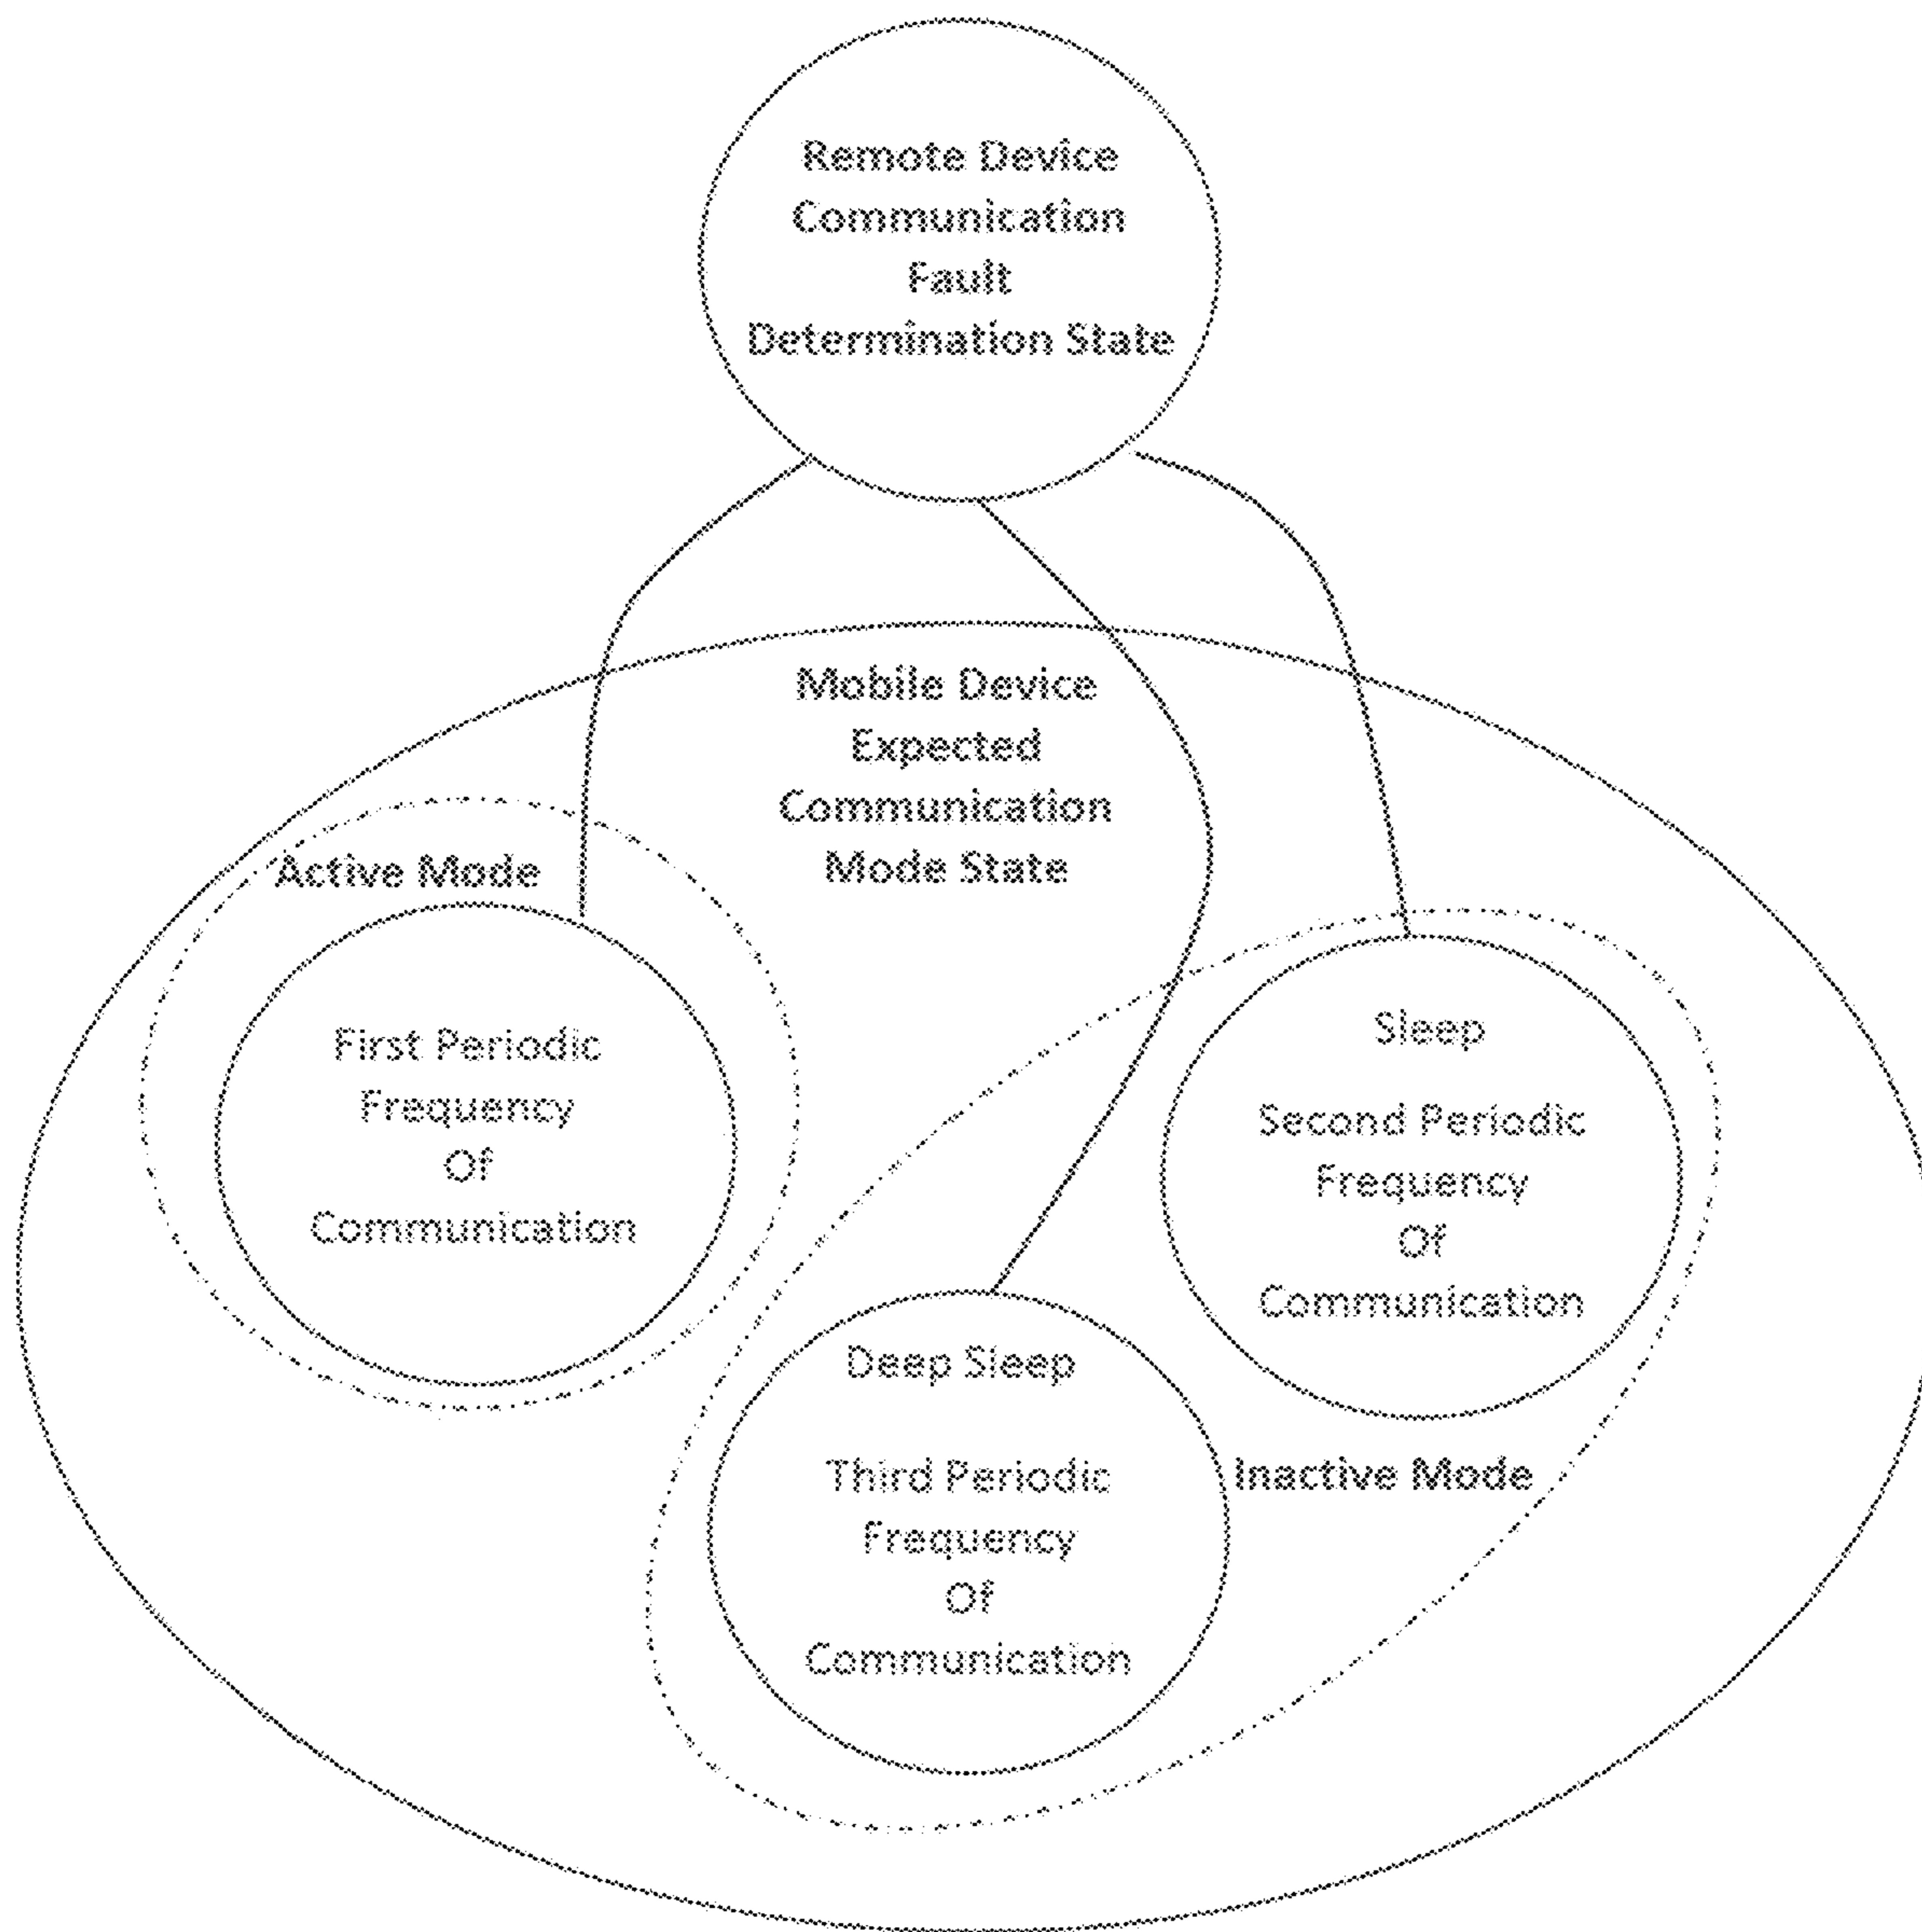 Remote Device
Communication
Fault
Determination State
Mobile Device
Expected
Communication
Mode State
Active Mode
First Periodic
Frequency
Of
Communication
Sleep
Second Periodic
Frequency
Of
Communication
Deep Sleep
Third Periodic
Frequency
Of
Communication
Inactive Mode